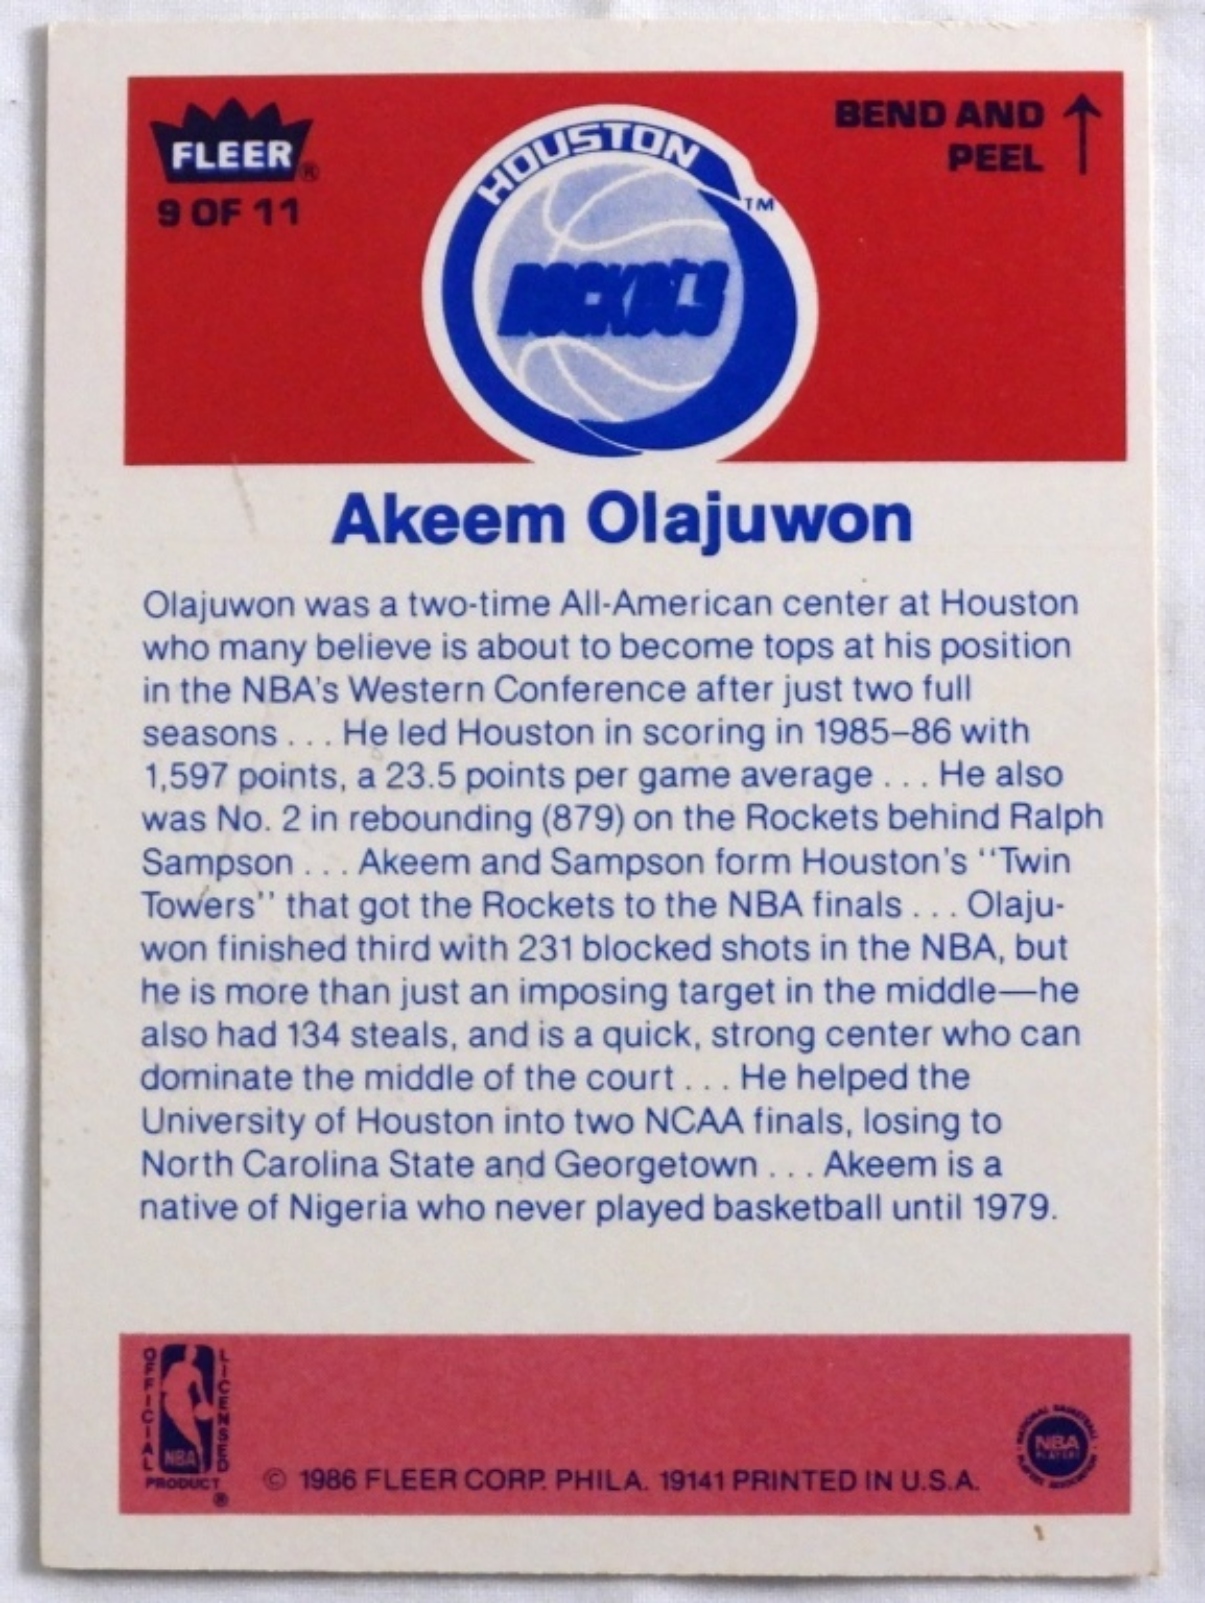 FLEER®
9 OF 11
HOUSTON
ROCKETS
TM
BEND AND
PEEL
Akeem Olajuwon
Olajuwon was a two-time All-American center at Houston
who many believe is about to become tops at his position
in the NBA's Western Conference after just two full
seasons . . . He led Houston in scoring in 1985–86 with
1,597 points, a 23.5 points per game average . . . He also
was No. 2 in rebounding (879) on the Rockets behind Ralph
Sampson . . . Akeem and Sampson form Houston's "Twin
Towers" that got the Rockets to the NBA finals . . . Olaju-
won finished third with 231 blocked shots in the NBA, but
he is more than just an imposing target in the middle—he
also had 134 steals, and is a quick, strong center who can
dominate the middle of the court . . . He helped the
University of Houston into two NCAA finals, losing to
North Carolina State and Georgetown . . . Akeem is a
native of Nigeria who never played basketball until 1979.
OFFICIAL
LICENSED
NBA
PRODUCT
®
© 1986 FLEER CORP. PHILA. 19141 PRINTED IN U.S.A.
NATIONAL BASKETBALL
NBA
PLAYERS
PLAYERS ASSOCIATION